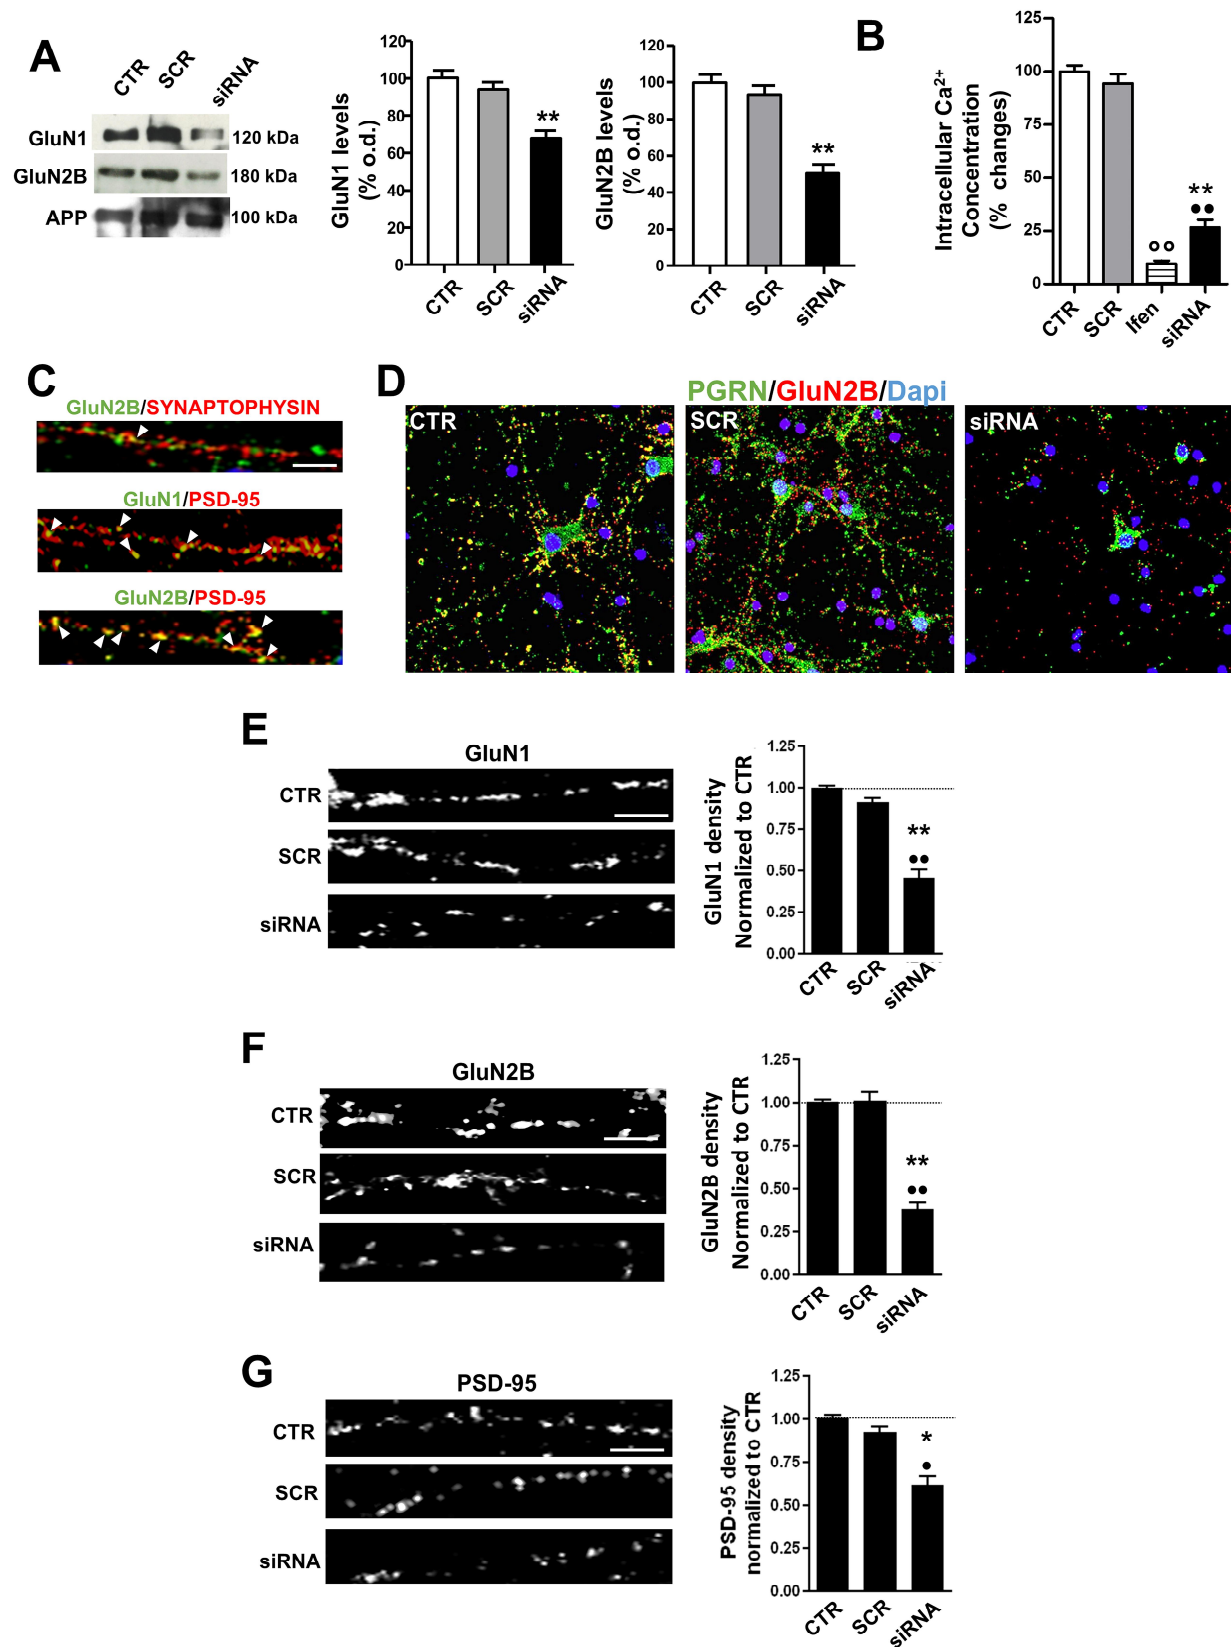 A
CTR
SCR
siRNA
GluN1
120 kDa
GluN2B
180 kDa
APP
100 kDa
GluN1 levels
(% o.d.)
120
100
80
60
40
20
0
**
CTR
SCR
siRNA
GluN2B levels
(% o.d.)
120
100
80
60
40
20
0
**
CTR
SCR
siRNA
B
Intracellular Ca²⁺
Concentration
(% changes)
125
100
75
50
25
0
**
CTR
SCR
Ifen
siRNA
C
GluN2B/SYNAPTOPHYSIN
GluN1/PSD-95
GluN2B/PSD-95
D
PGRN/GluN2B/Dapi
CTR
SCR
siRNA
E
GluN1
CTR
SCR
siRNA
GluN1 density
Normalized to CTR
1.25
1.00
0.75
0.50
0.25
0.00
**
CTR
SCR
siRNA
F
GluN2B
CTR
SCR
siRNA
GluN2B density
Normalized to CTR
1.25
1.00
0.75
0.50
0.25
0.00
**
CTR
SCR
siRNA
G
PSD-95
CTR
SCR
siRNA
PSD-95 density
normalized to CTR
1.25
1.00
0.75
0.50
0.25
0.00
*
CTR
SCR
siRNA